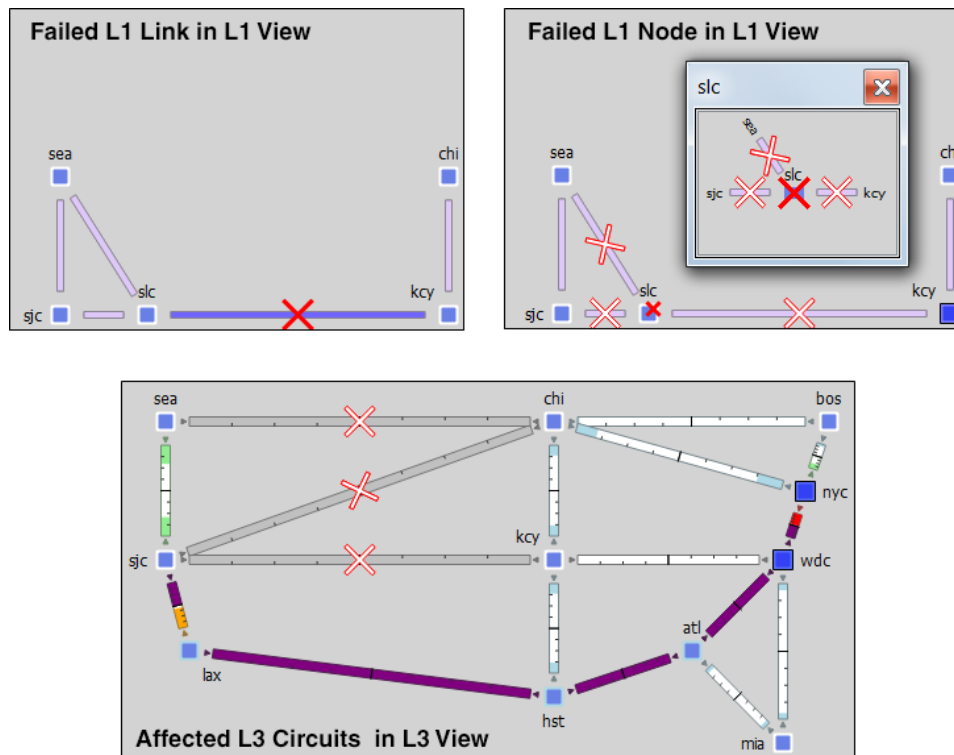 Failed L1 Link in L1 View
sea
chi
slc
kcy
sjc
Failed L1 Node in L1 View
slc
sea
slc
sjc
kcy
sea
ch
slc
kcy
sjc
sea
chi
bos
nyc
kcy
sjc
wdc
atl
lax
hst
mia
Affected L3 Circuits in L3 View